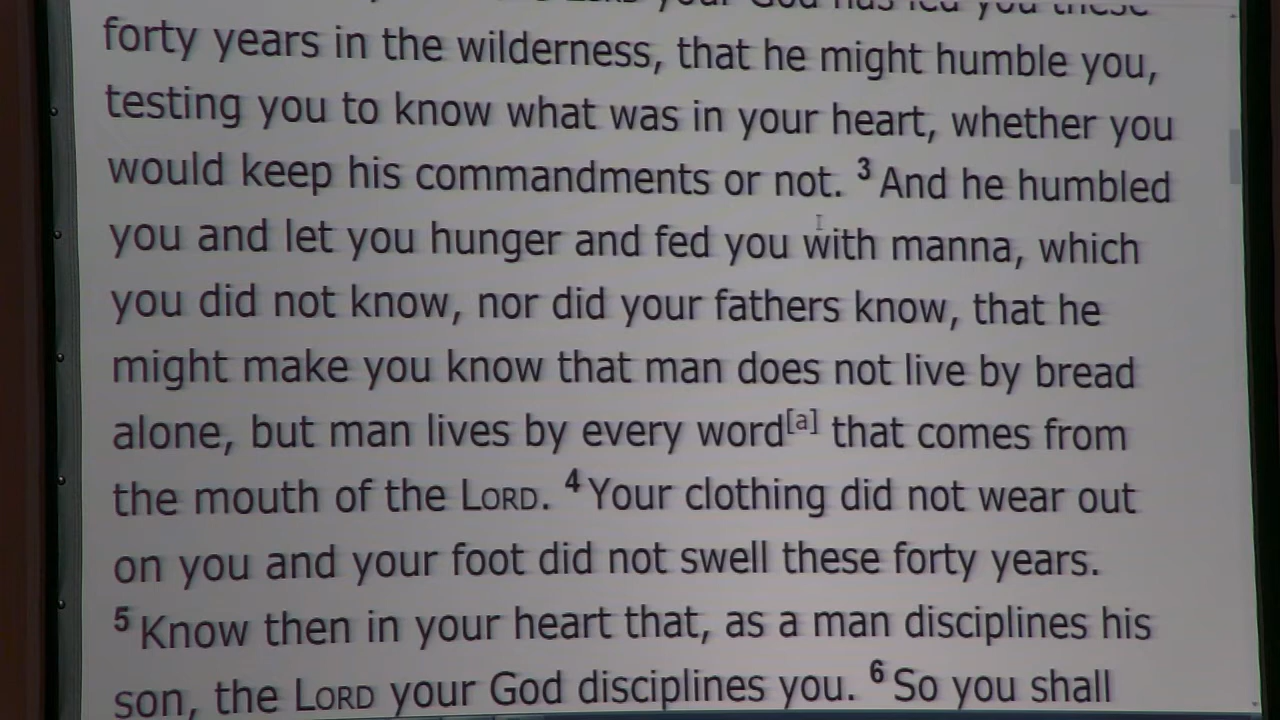 your God has led you these
forty years in the wilderness, that he might humble you,
testing you to know what was in your heart, whether you
would keep his commandments or not. 3 And he humbled
you and let you hunger and fed you with manna, which
you did not know, nor did your fathers know, that he
might make you know that man does not live by bread
alone, but man lives by every word[a] that comes from
the mouth of the LORD. 4 Your clothing did not wear out
on you and your foot did not swell these forty years.
5 Know then in your heart that, as a man disciplines his
son, the LORD your God disciplines you. 6 So you shall